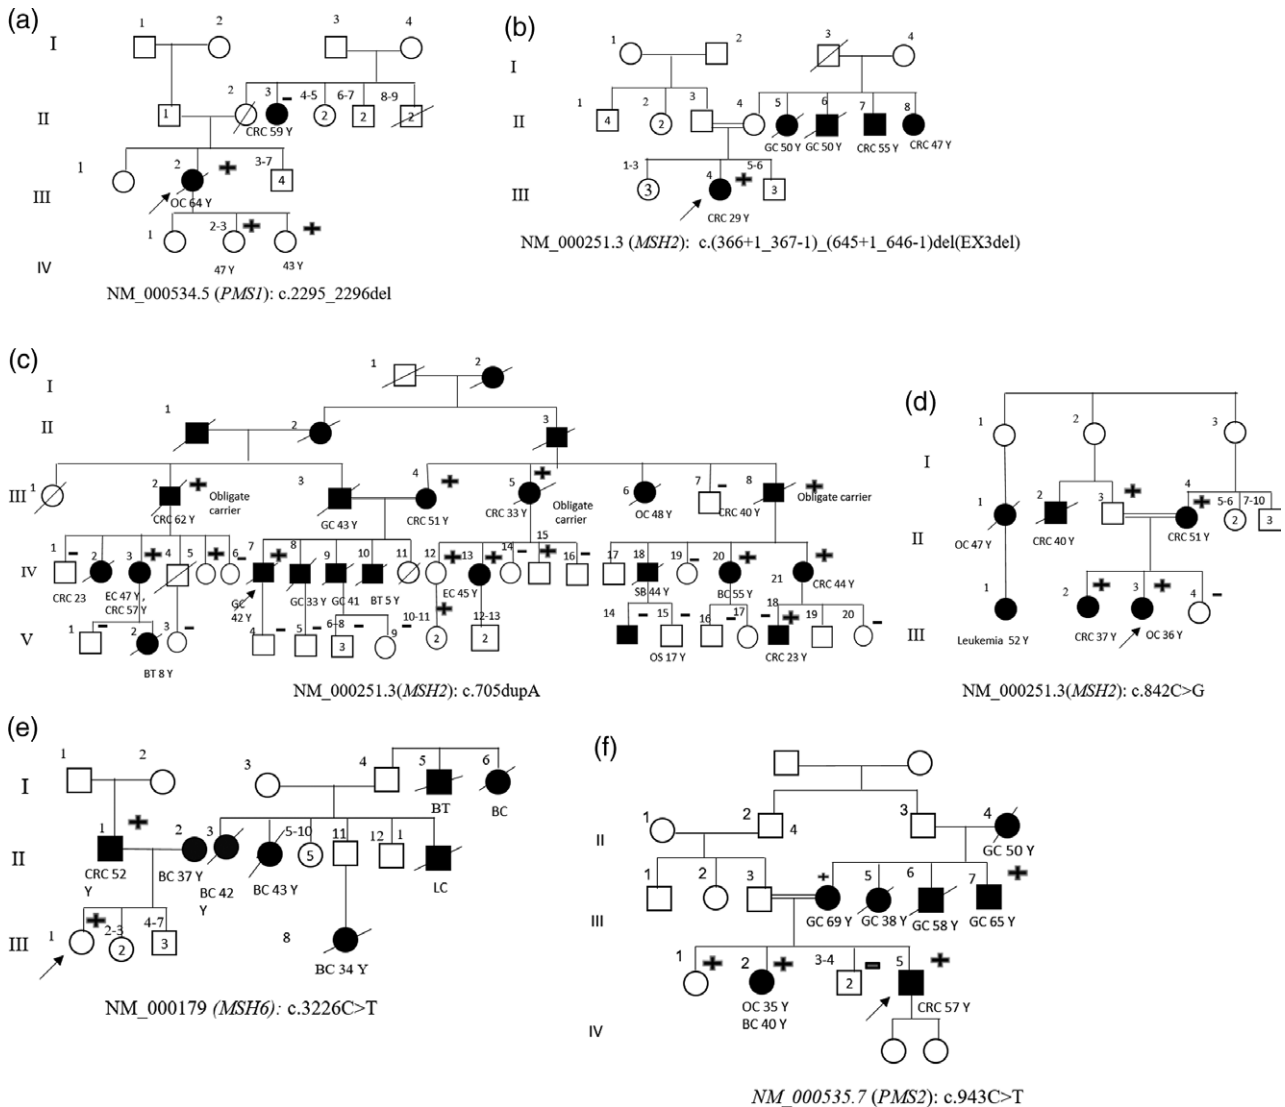 (a)
1
2
3
4
I
2
3
4-5
6-7
8-9
II
1
2
2
2
CRC 59 Y
1
2
3-7
4
III
OC 64 Y
2-3
1
47 Y
43 Y
IV
NM_000534.5 (PMS1): c.2295_2296del
(b)
1
2
3
4
I
1
2
3
4
5
6
7
8
II
4
2
GC 50 Y
GC 50 Y
CRC 55 Y
CRC 47 Y
1-3
4
5-6
III
3
3
CRC 29 Y
NM_000251.3 (MSH2): c.(366+1_367-1)_(645+1_646-1)del(EX3del)
(c)
1
2
I
II
1
2
3
III
1
2
3
4
5
6
7
8
Obligate
carrier
Obligate
carrier
Obligate carrier
CRC 62 Y
GC 43 Y
CRC 51 Y
CRC 33 Y
OC 48 Y
CRC 40 Y
IV
1
2
3
4
5
6
7
8
9
10
11
12
13
14
15
16
17
18
19
20
21
CRC 23
EC 47 Y ,
CRC 57 Y
GC
42 Y
GC 33 Y
GC 41
BT 5 Y
EC 45 Y
SB 44 Y
BC 55 Y
CRC 44 Y
V
1
2
3
4
5
6-8
9
10-11
12-13
14
15
16
17
18
19
20
3
2
2
BT 8 Y
OS 17 Y
CRC 23 Y
NM_000251.3(MSH2): c.705dupA
(d)
1
2
3
I
1
2
3
4
5-6
7-10
II
2
3
OC 47 Y
CRC 40 Y
CRC 51 Y
1
2
3
4
III
Leukemia 52 Y
CRC 37 Y
OC 36 Y
NM_000251.3(MSH2): c.842C>G
(e)
1
2
3
4
5
6
I
BT
BC
1
2
3
5-10
11
12
1
II
5
CRC 52
Y
BC 37 Y
BC 42
Y
BC 43 Y
LC
1
2-3
4-7
8
III
2
3
BC 34 Y
NM_000179 (MSH6): c.3226C>T
(f)
1
2
4
3
4
II
GC 50 Y
1
2
3
5
6
7
III
GC 69 Y
GC 38 Y
GC 58 Y
GC 65 Y
1
2
3-4
5
2
OC 35 Y
BC 40 Y
CRC 57 Y
IV
NM_000535.7 (PMS2): c.943C>T